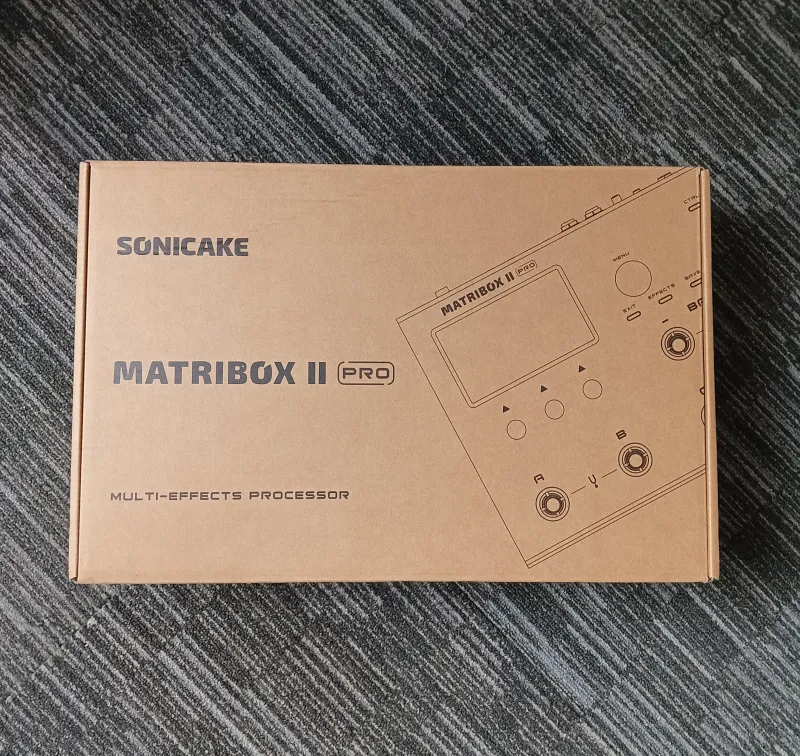 SONICAKE
MATRIBOX II PRO
MULTI-EFFECTS PROCESSOR
MATRIBOX II PRO
MENU
EXIT
EFFECTS
SAVE
-
A
B